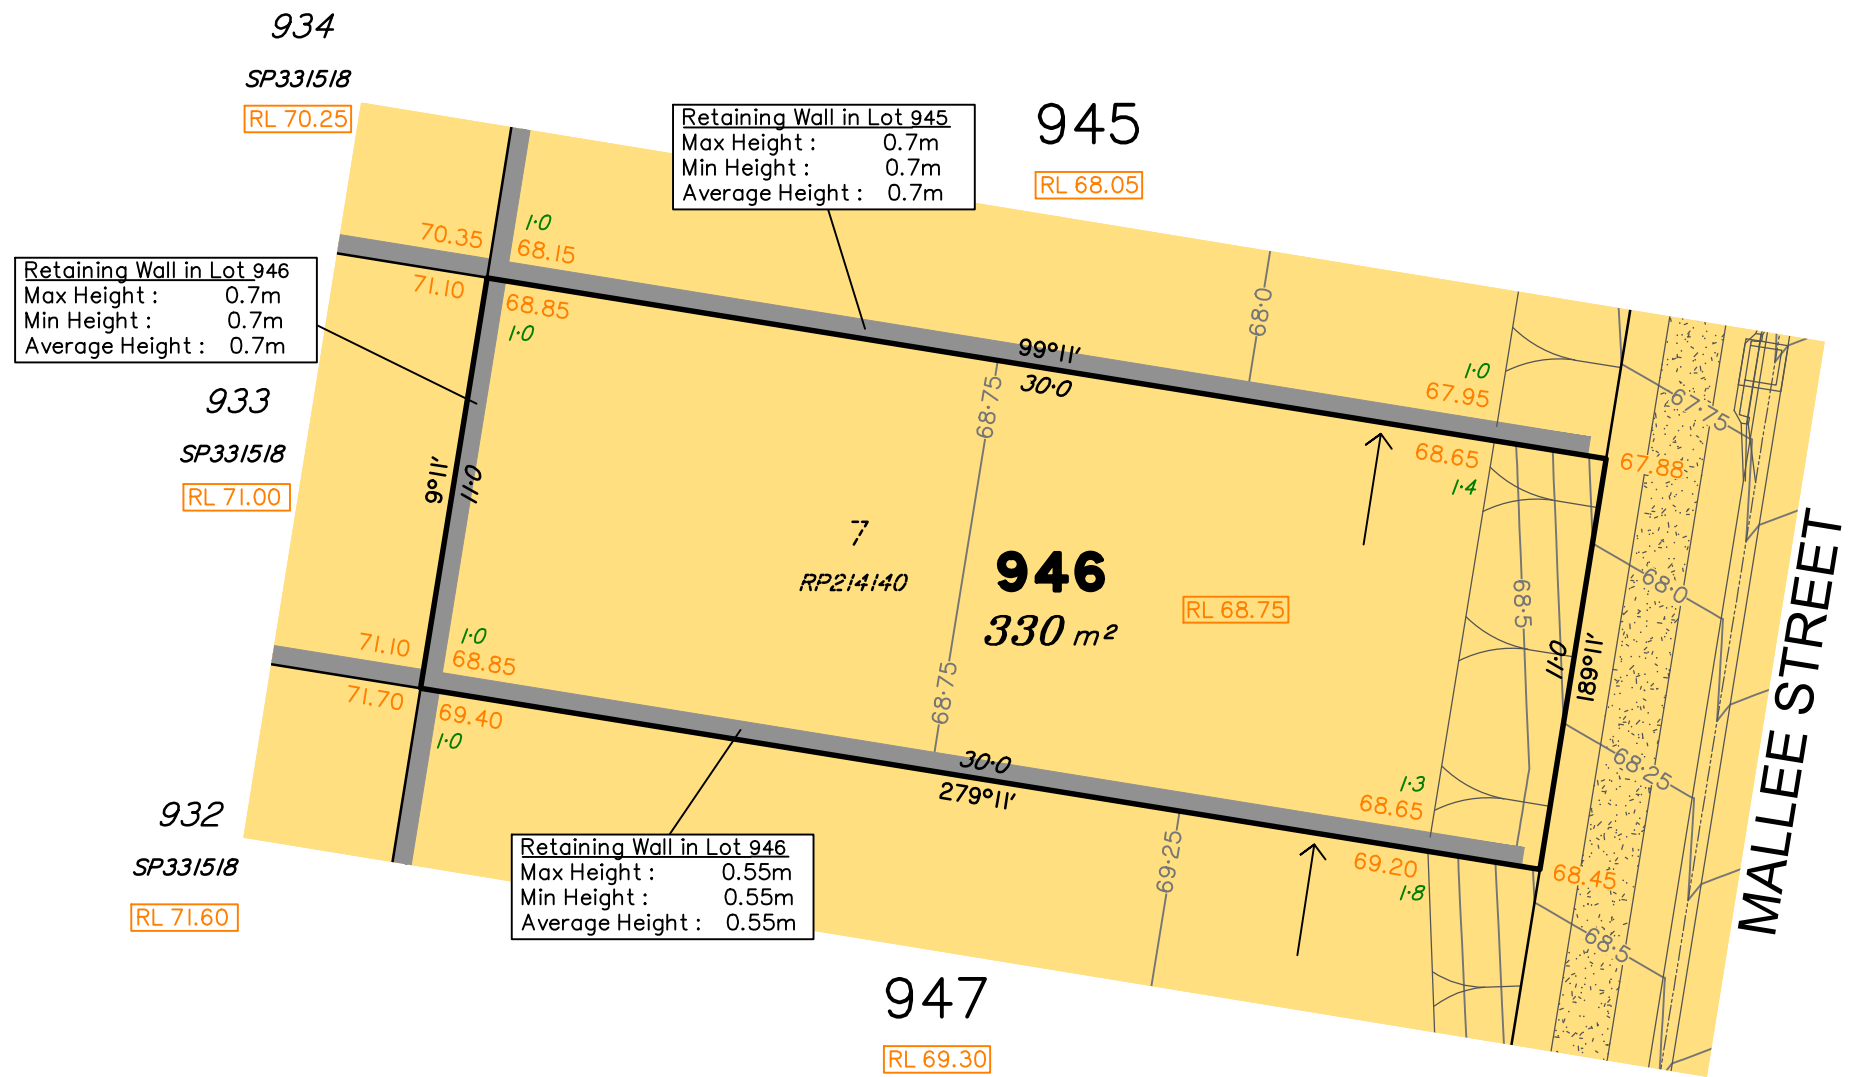 934
SP331518
RL 70.25
Retaining Wall in Lot 945
Max Height : 0.7m
Min Height : 0.7m
Average Height : 0.7m
945
RL 68.05
70.35
1·0
68.15
71.10
68.85
1·0
Retaining Wall in Lot 946
Max Height : 0.7m
Min Height : 0.7m
Average Height : 0.7m
933
SP331518
RL 71.00
9°11'
11·0
99°11'
30·0
68·0
68·75
1·0
67.95
68.65
1·4
67.88
67·75
7
RP214140
946
330 m²
RL 68.75
68·5
68·0
11·0
189°11'
MALLEE STREET
71.10
1·0
68.85
71.70
69.40
1·0
68·75
30·0
279°11'
68·25
1·3
68.65
69.20
1·8
68.45
69·25
68·5
932
SP331518
RL 71.60
Retaining Wall in Lot 946
Max Height : 0.55m
Min Height : 0.55m
Average Height : 0.55m
947
RL 69.30